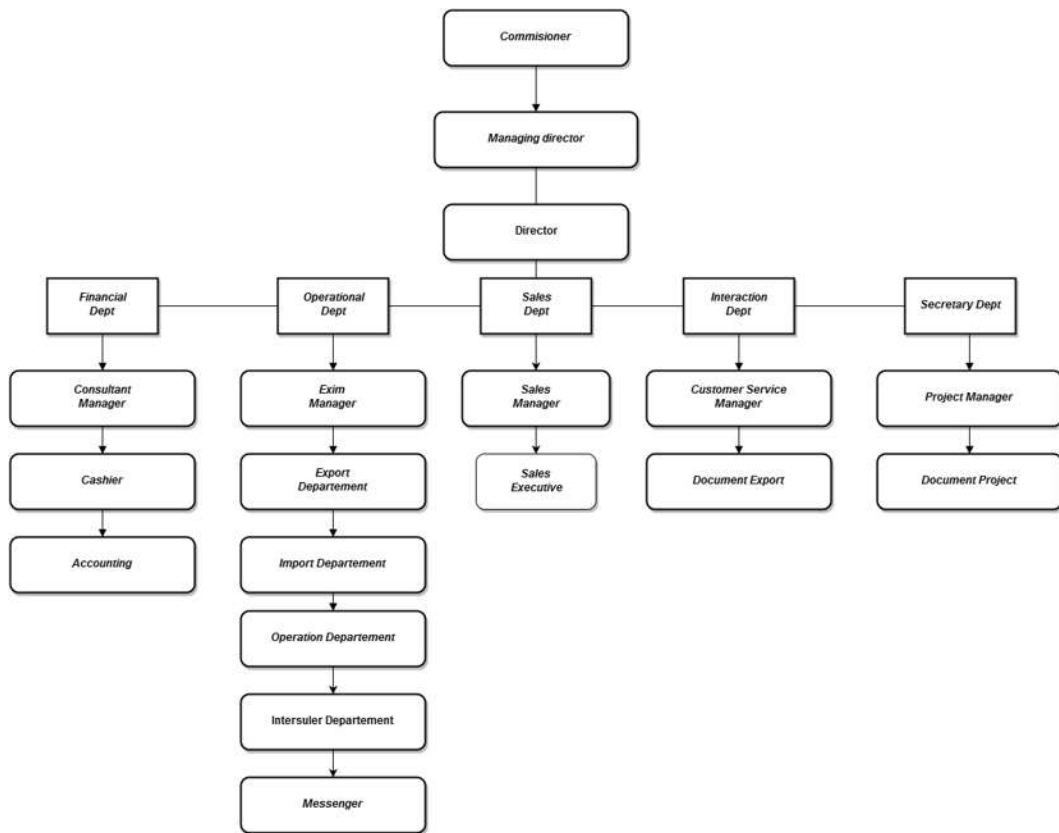 Commisioner
Managing director
Director
Financial
Dept
Operational
Dept
Sales
Dept
Interaction
Dept
Secretary Dept
Consultant
Manager
Exim
Manager
Sales
Manager
Customer Service
Manager
Project Manager
Cashier
Export
Departement
Sales
Executive
Document Export
Document Project
Accounting
Import Departement
Operation Departement
Intersuler Departement
Messenger